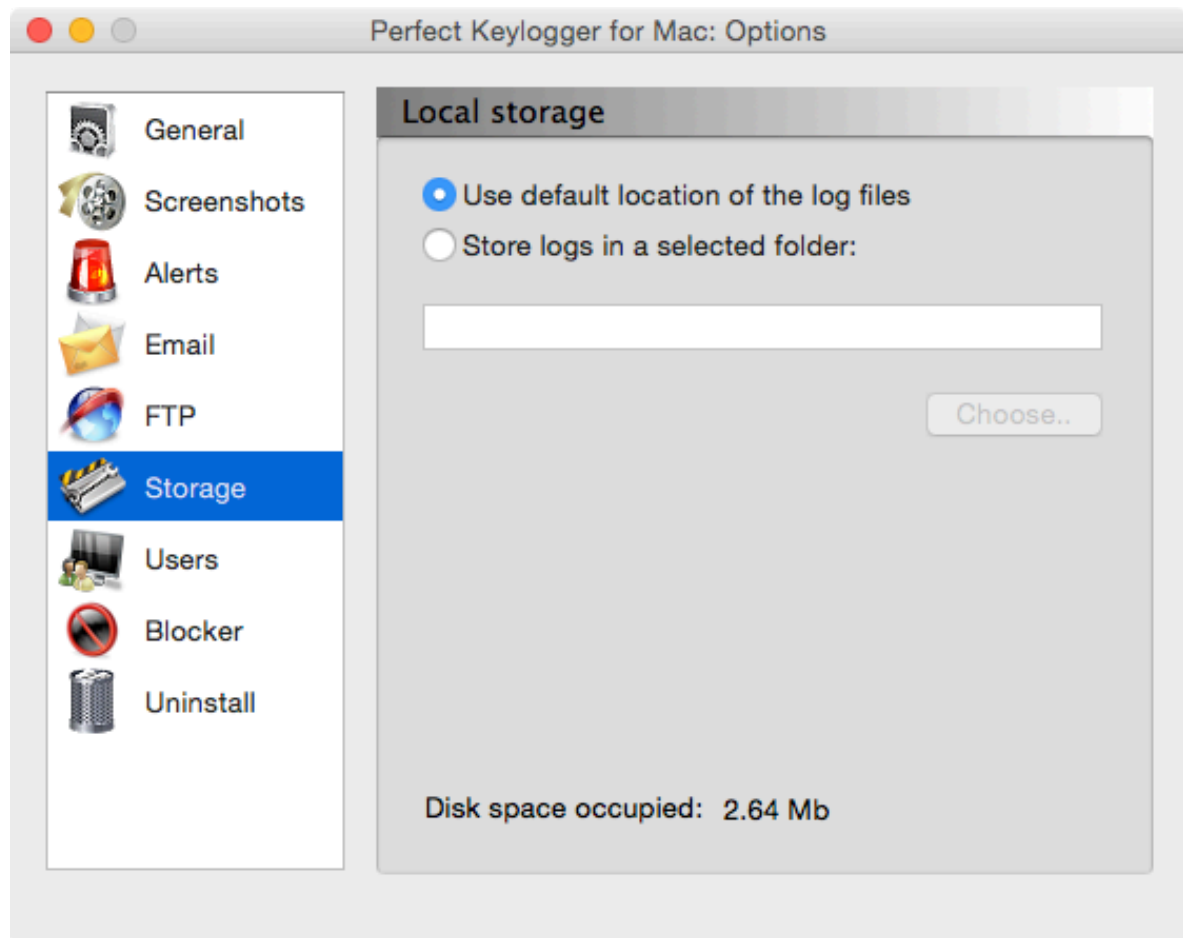 Perfect Keylogger for Mac: Options
General
Screenshots
Alerts
Email
FTP
Storage
Users
Blocker
Uninstall
Local storage
Use default location of the log files
Store logs in a selected folder:
Choose..
Disk space occupied: 2.64 Mb